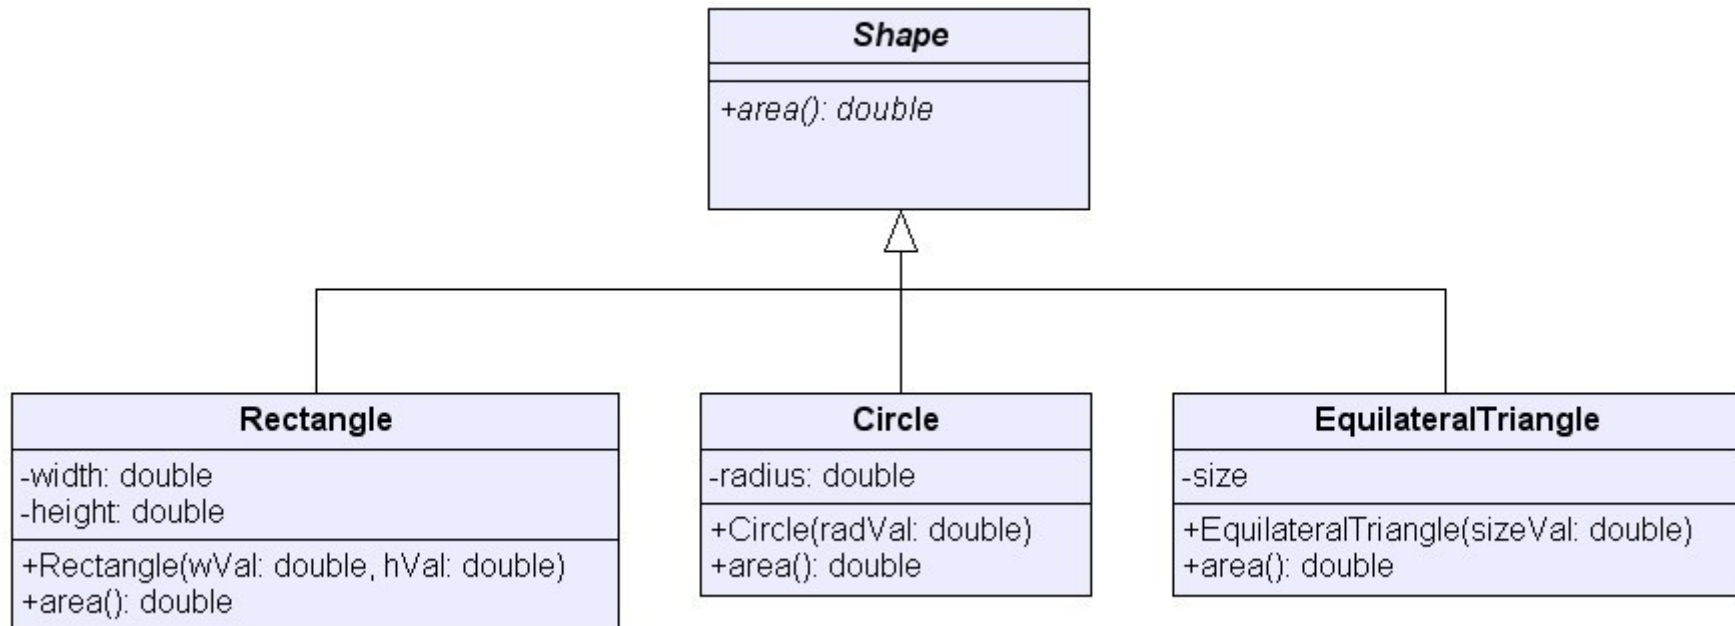 Shape
+area(): double
Rectangle
-width: double
-height: double
+Rectangle(wVal: double, hVal: double)
+area(): double
Circle
-radius: double
+Circle(radVal: double)
+area(): double
EquilateralTriangle
-size
+EquilateralTriangle(sizeVal: double)
+area(): double